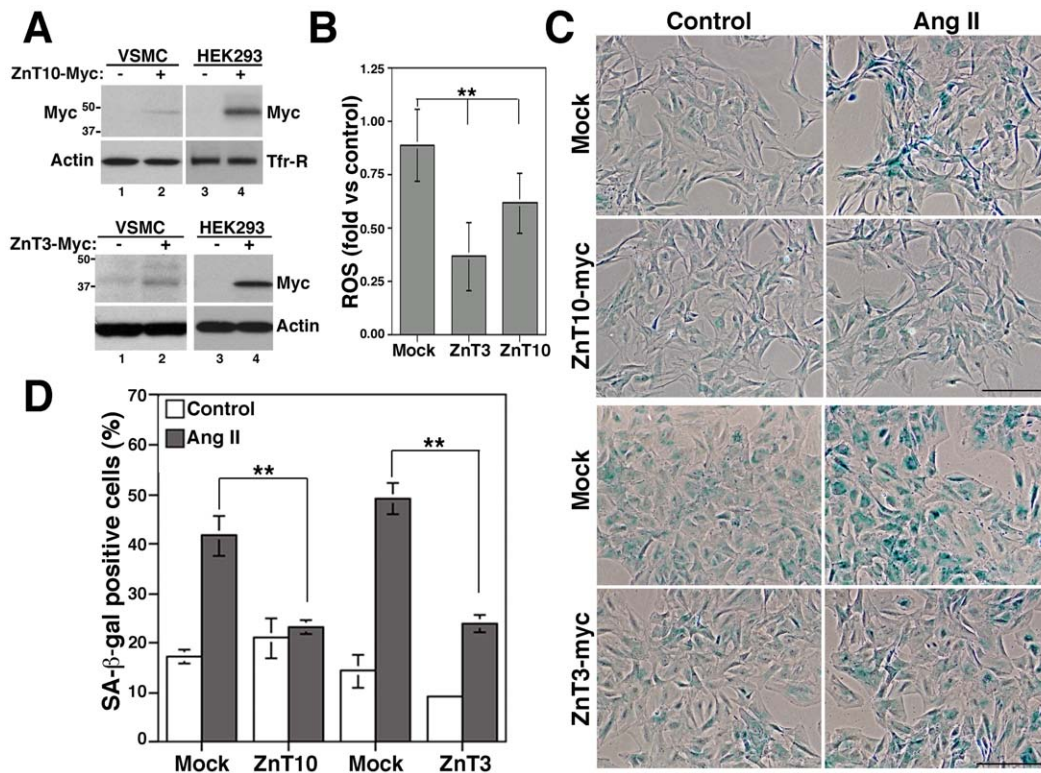 A
VSMC HEK293
ZnT10-Myc: - + - +
Myc 50- Myc
37-
Actin Tfr-R
1 2 3 4
VSMC HEK293
ZnT3-Myc: - + - +
50-
37- Myc
Actin
1 2 3 4
B
ROS (fold vs control)
1.25
1.00
0.75
0.50
0.25
0.00
**
Mock ZnT3 ZnT10
C
Control Ang II
Mock
ZnT10-myc
Mock
ZnT3-myc
D
SA-β-gal positive cells (%)
70
60
50
40
30
20
10
0
Control
Ang II
** **
Mock ZnT10 Mock ZnT3